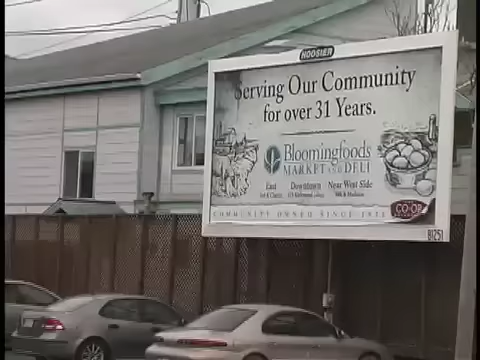 HOOSIER
Serving Our Community
for over 31 Years.
Bloomingfoods
MARKET AND DELI
East Downtown Near West Side
COMMUNITY OWNED SINCE
CO-OP